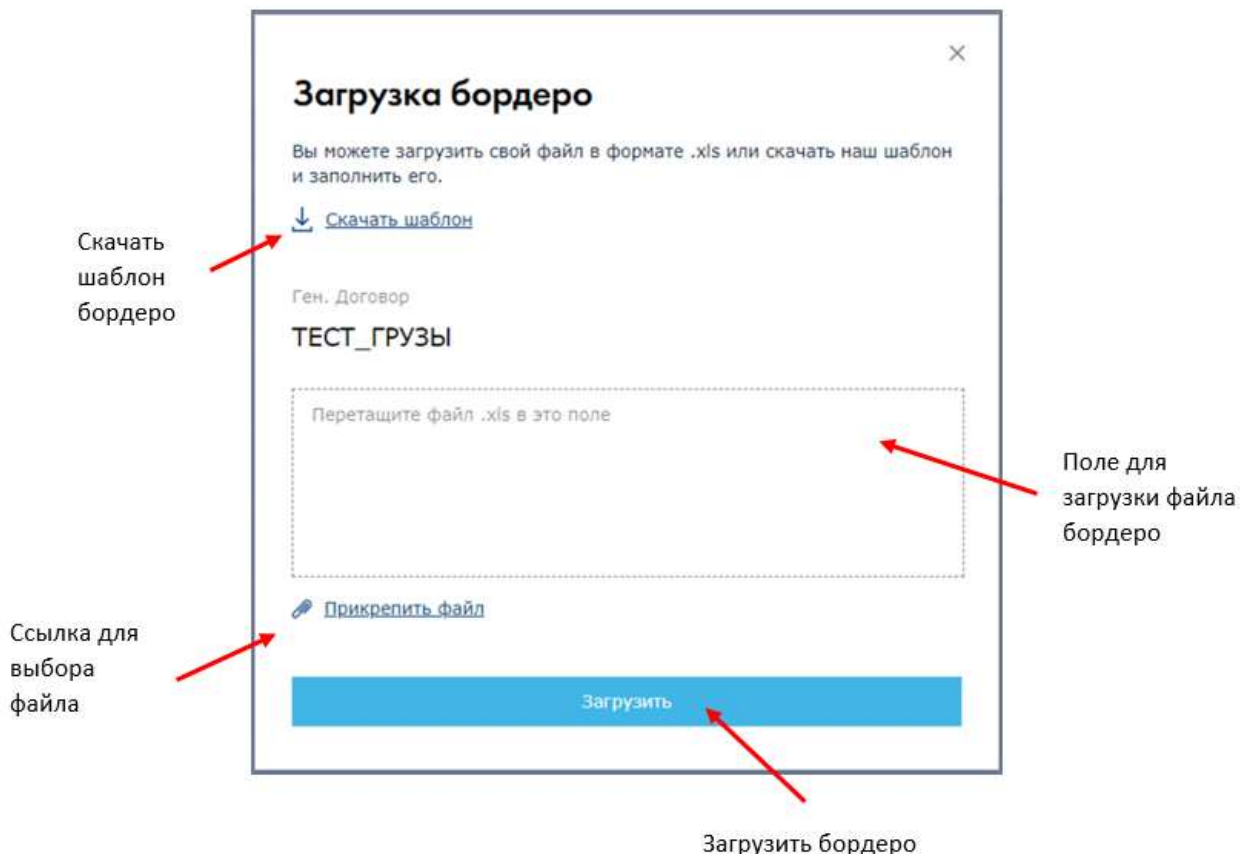 Загрузка бордеро
Вы можете загрузить свой файл в формате .xls или скачать наш шаблон
и заполнить его.
Скачать шаблон
Скачать
шаблон
бордеро
Ген. Договор
ТЕСТ_ГРУЗЫ
Перетащите файл .xls в это поле
Поле для
загрузки файла
бордеро
Прикрепить файл
Ссылка для
выбора
файла
Загрузить
Загрузить бордеро